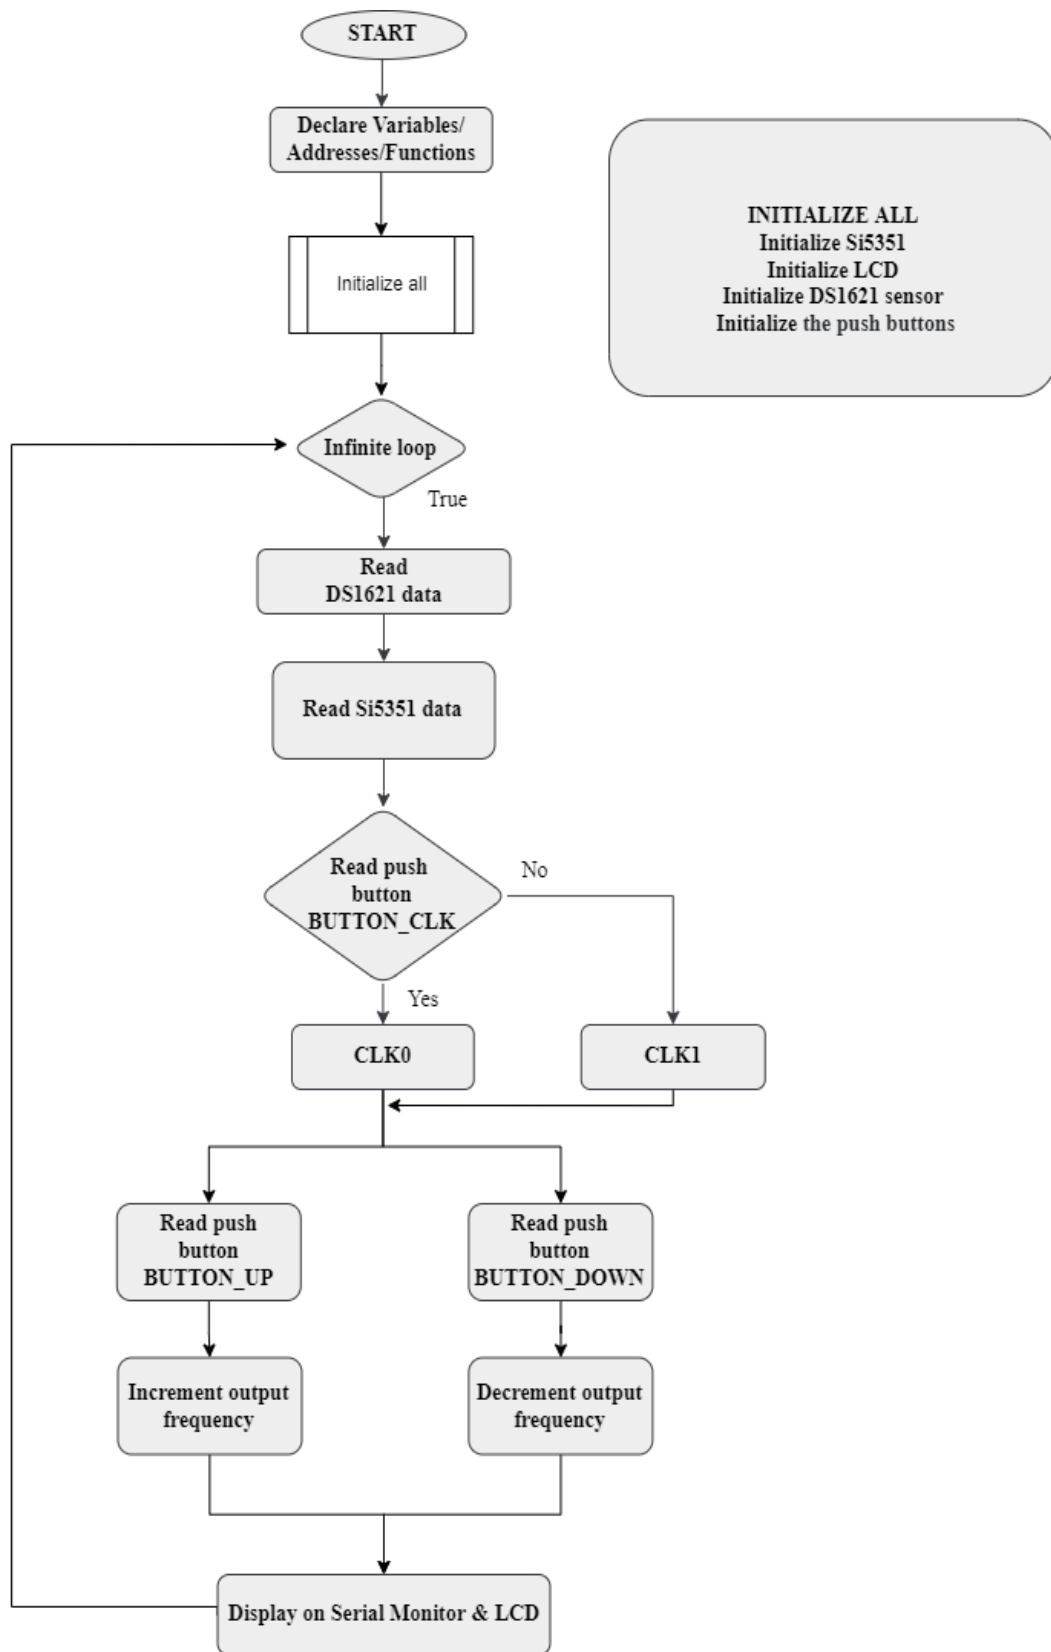 START
Declare Variables/
Addresses/Functions
INITIALIZE ALL
Initialize Si5351
Initialize LCD
Initialize DS1621 sensor
Initialize the push buttons
Initialize all
Infinite loop
True
Read
DS1621 data
Read Si5351 data
Read push
button
BUTTON_CLK
No
Yes
CLK0
CLK1
Read push
button
BUTTON_UP
Read push
button
BUTTON_DOWN
Increment output
frequency
Decrement output
frequency
Display on Serial Monitor & LCD